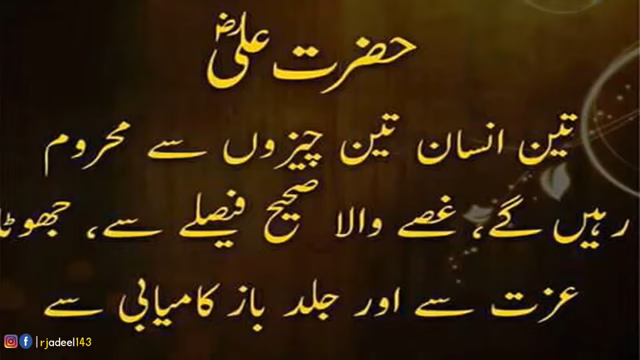 حضرت علیؓ
تین انسان تین چیزوں سے محروم
رہیں گے، غصے والا صحیح فیصلے سے، جھوٹا
عزت سے اور جلد باز کامیابی سے
rjadeel143